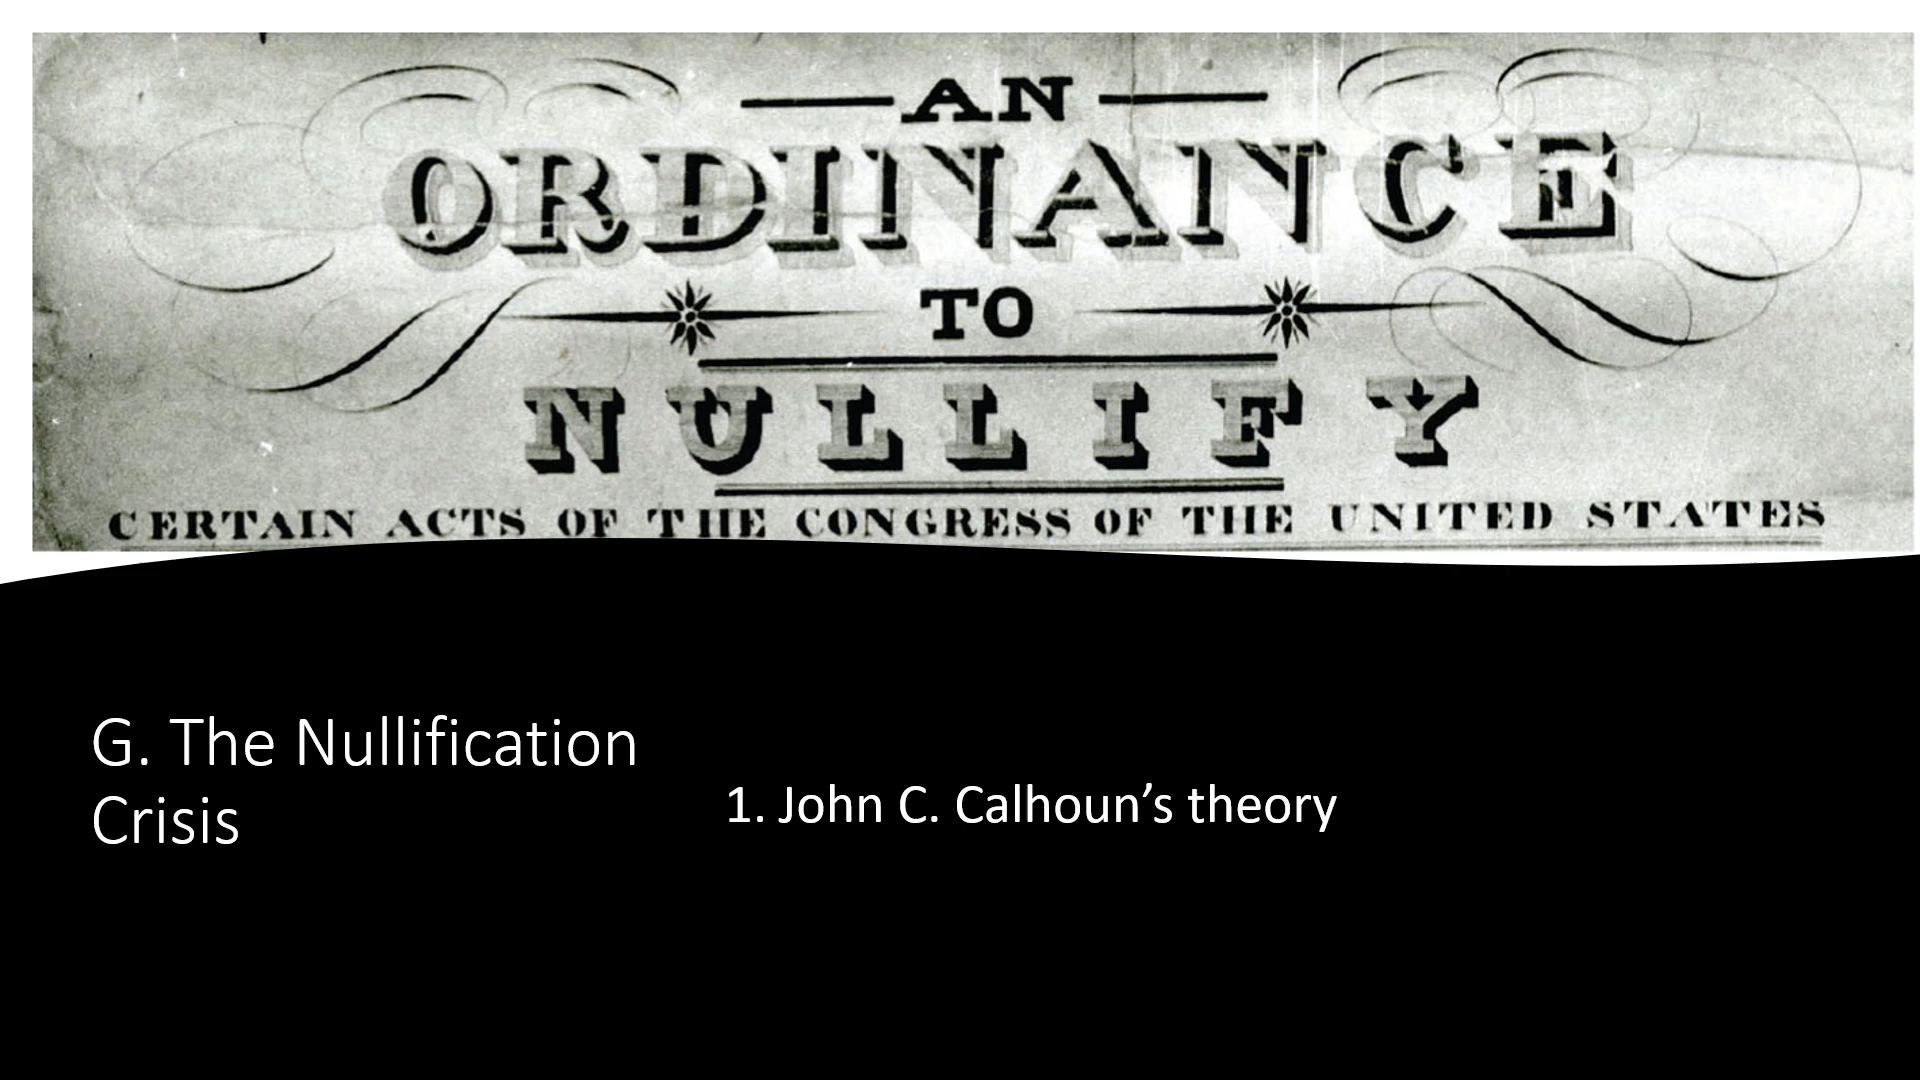 AN
ORDINANCE
TO
NULLIFY
CERTAIN ACTS OF THE CONGRESS OF THE UNITED STATES
G. The Nullification
Crisis
1. John C. Calhoun’s theory